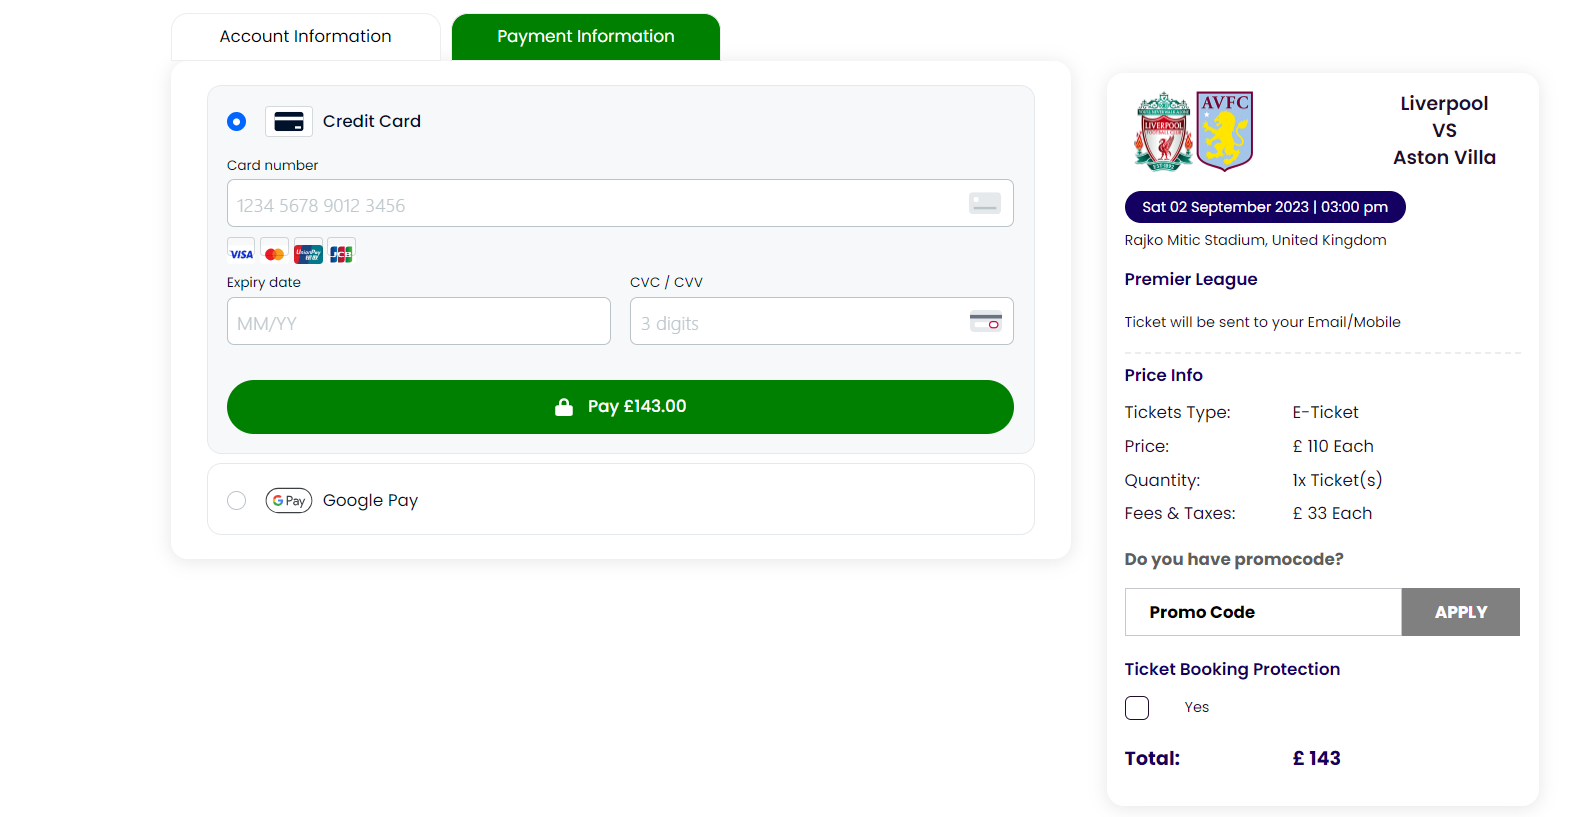 Account Information
Payment Information
Credit Card
Card number
1234 5678 9012 3456
VISA
UnionPay
JCB
Expiry date
CVC / CVV
MM/YY
3 digits
Pay £143.00
G Pay
Google Pay
LIVERPOOL
AVFC
Liverpool
VS
Aston Villa
Sat 02 September 2023 | 03:00 pm
Rajko Mitic Stadium, United Kingdom
Premier League
Ticket will be sent to your Email/Mobile
Price Info
Tickets Type: E-Ticket
Price: £ 110 Each
Quantity: 1x Ticket(s)
Fees & Taxes: £ 33 Each
Do you have promocode?
Promo Code
APPLY
Ticket Booking Protection
Yes
Total: £ 143